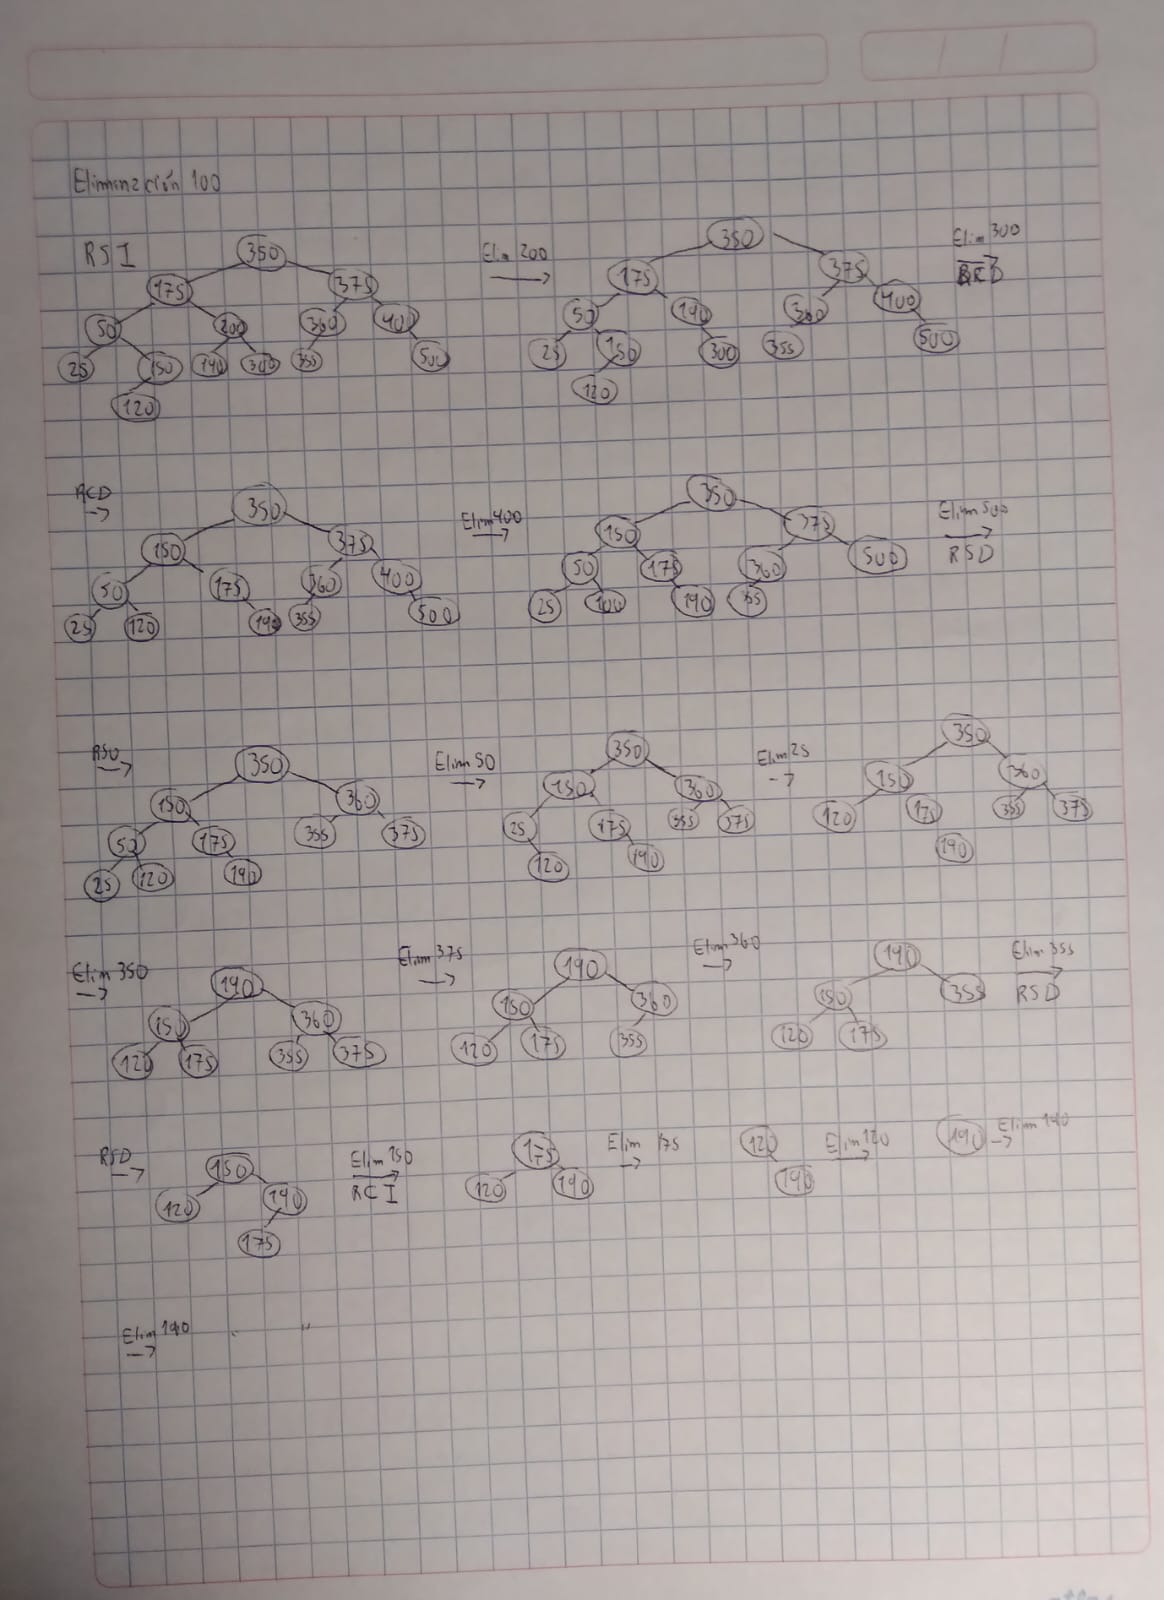 Eliminación 100
RSI 350 Elim 200 350 Elim 300
175 375 175 375 RCD
50 200 360 400 50 190 360 400
25 150 190 300 355 500 25 150 300 355 500
120 120
RCD 350 Elim 400 350 Elim 500
150 375 150 375 RSD
50 175 360 400 50 175 360 500
25 120 190 355 500 25 100 190 355
RSD 350 Elim 50 350 Elim 25 350
150 360 150 360 150 360
50 175 355 375 25 175 355 375 120 175 355 375
25 120 190 120 190 190
Elim 350 190 Elim 375 190 Elim 360 190 Elim 355
150 360 150 360 150 355 RSD
120 175 355 375 120 175 355 120 175
RSD 150 Elim 150 175 Elim 175 120 Elim 120 190 Elim 190
120 190 RCI 120 190 190
175
Elim 190